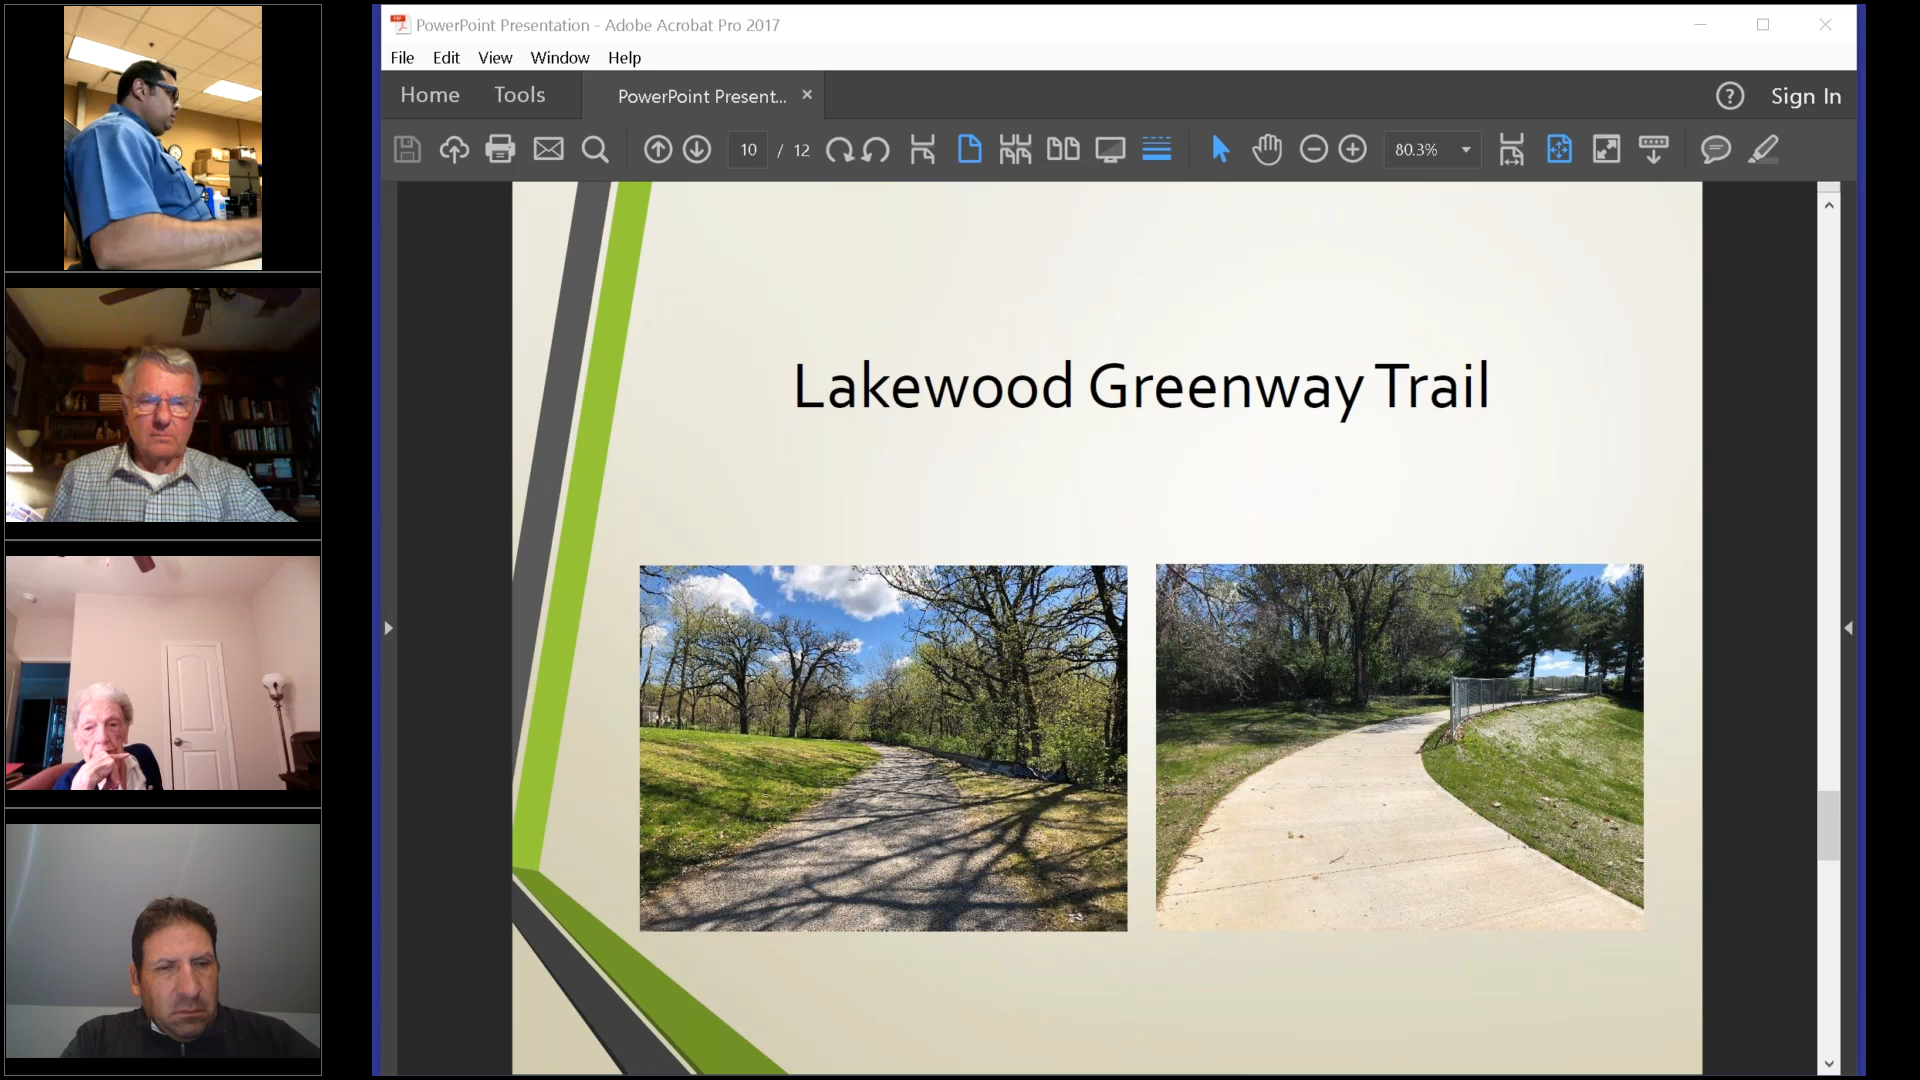 PowerPoint Presentation - Adobe Acrobat Pro 2017
File Edit View Window Help
Home Tools PowerPoint Present... × ? Sign In
10 / 12 80.3%
Lakewood Greenway Trail